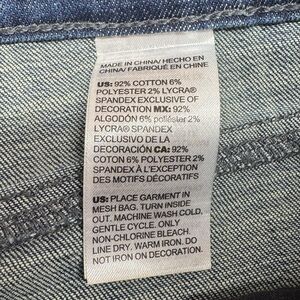 MADE IN CHINA/ HECHO EN
CHINA/ FABRIQUÉ EN CHINE
US: 92% COTTON 6%
POLYESTER 2% LYCRA®
SPANDEX EXCLUSIVE OF
DECORATION MX: 92%
ALGODÓN 6% poliéster 2%
LYCRA® SPANDEX
EXCLUSIVO DE LA
DECORACIÓN CA: 92%
COTON 6% POLYESTER 2%
SPANDEX À L'EXCEPTION
DES MOTIFS DÉCORATIFS
US: PLACE GARMENT IN
MESH BAG. TURN INSIDE
OUT. MACHINE WASH COLD.
GENTLE CYCLE. ONLY
NON-CHLORINE BLEACH.
LINE DRY. WARM IRON. DO
NOT IRON ON DECORATION